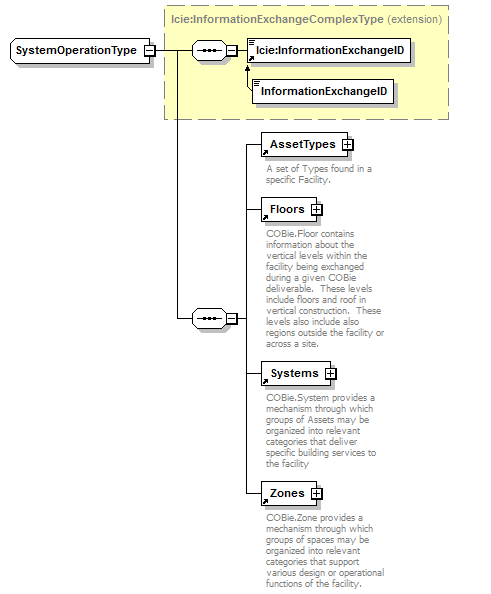 lcie:InformationExchangeComplexType (extension)
SystemOperationType
lcie:InformationExchangeID
InformationExchangeID
AssetTypes
A set of Types found in a
specific Facility.
Floors
COBie.Floor contains
information about the
vertical levels within the
facility being exchanged
during a given COBie
deliverable.  These levels
include floors and roof in
vertical construction.  These
levels also include also
regions outside the facility or
across a site.
Systems
COBie.System provides a
mechanism through which
groups of Assets may be
organized into relevant
categories that deliver
specific building services to
the facility
Zones
COBie.Zone provides a
mechanism through which
groups of spaces may be
organized into relevant
categories that support
various design or operational
functions of the facility.